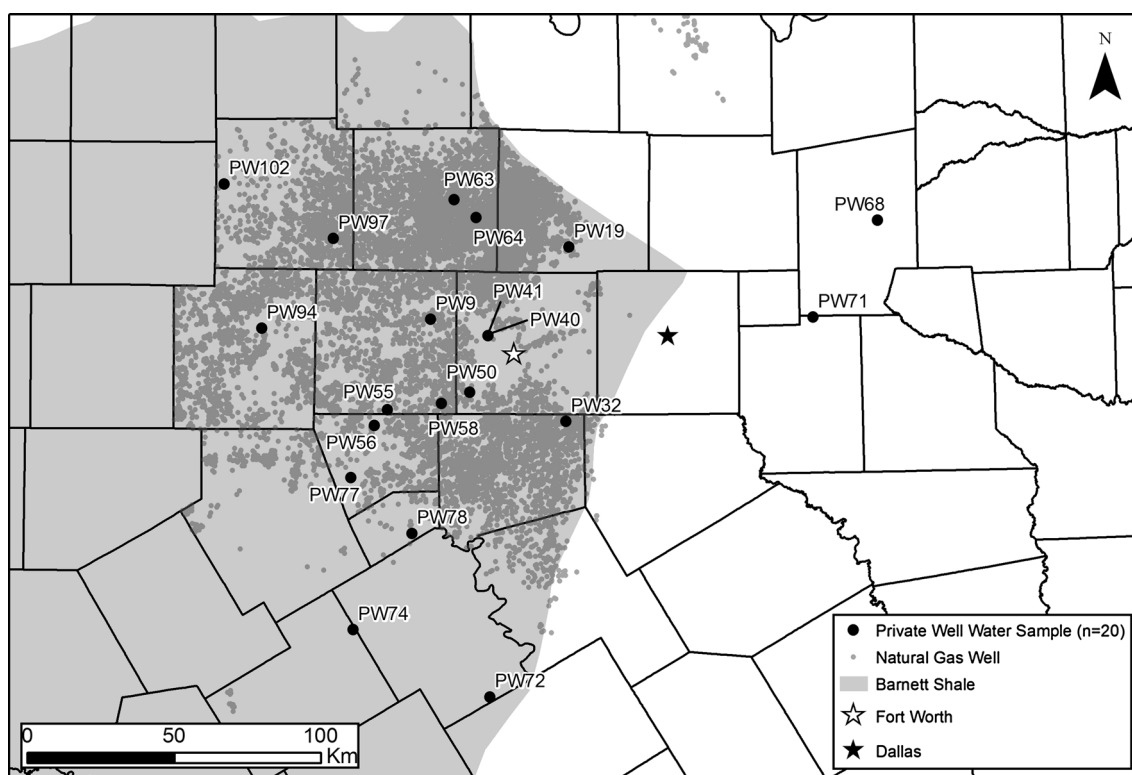 N
PW102
PW63
PW68
PW97
PW64
PW19
PW41
PW94
PW9
PW40
PW71
PW50
PW55
PW32
PW58
PW56
PW77
PW78
PW74
PW72
Private Well Water Sample (n=20)
Natural Gas Well
Barnett Shale
Fort Worth
Dallas
0 50 100
Km